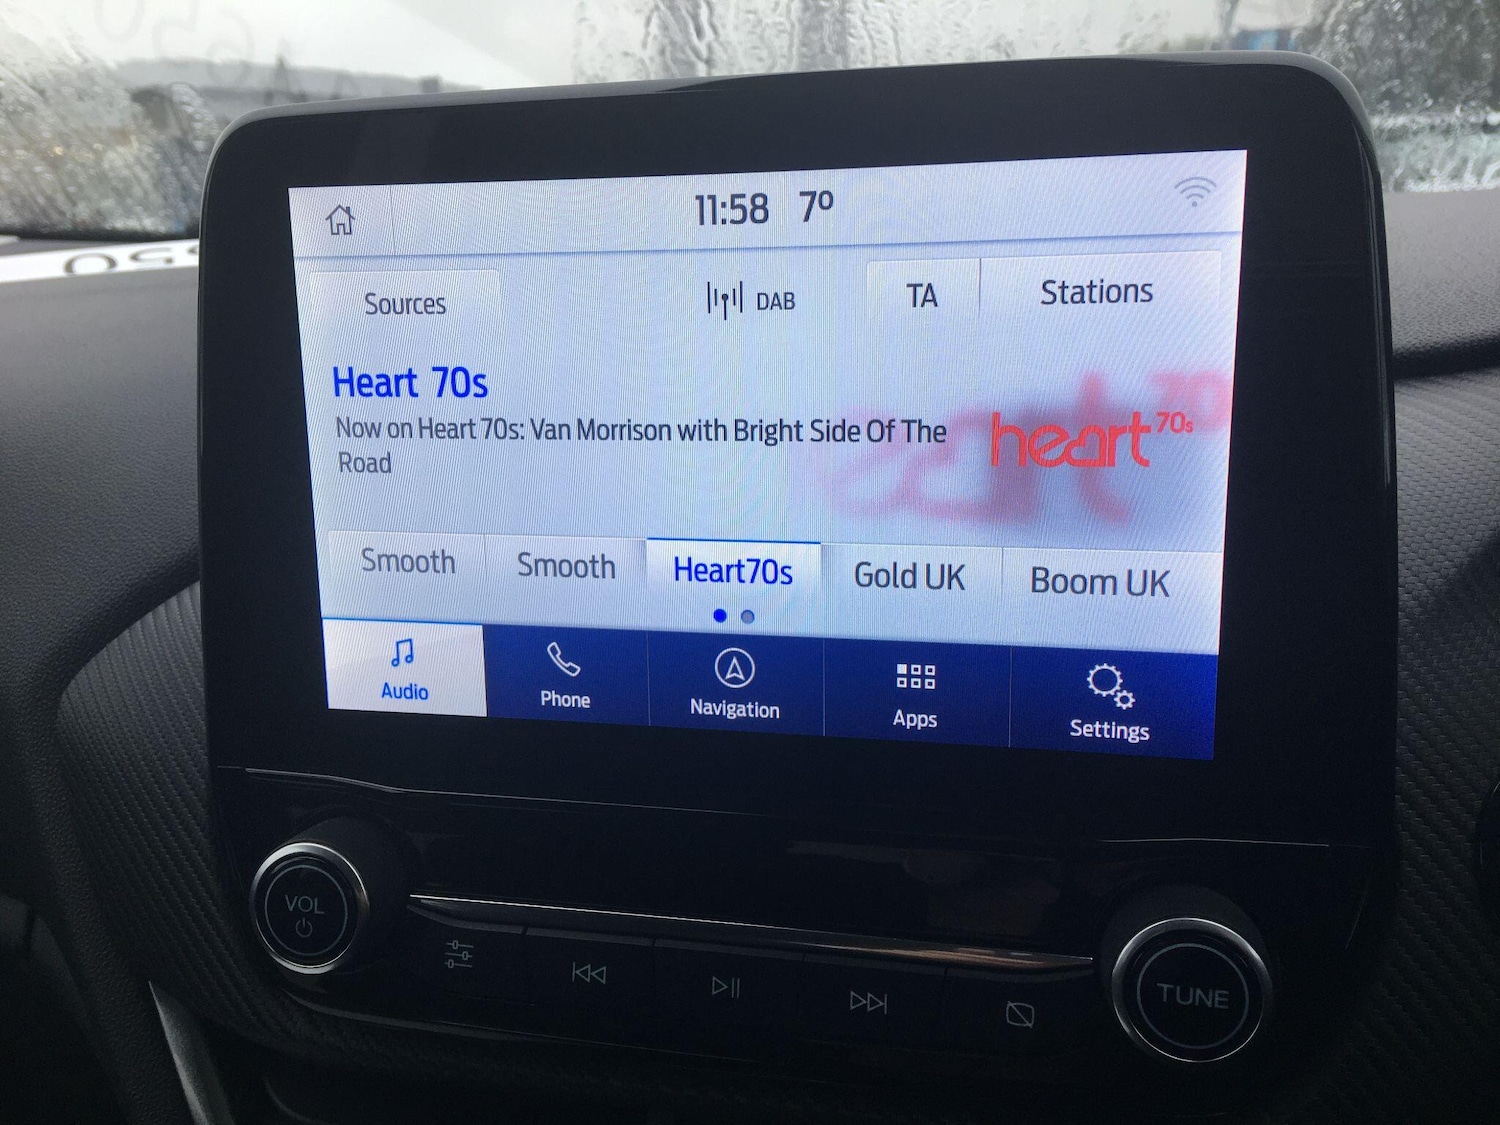 11:58 7º
Sources
DAB
TA
Stations
Heart 70s
Now on Heart 70s: Van Morrison with Bright Side Of The
Road
heart 70s
Smooth
Smooth
Heart70s
Gold UK
Boom UK
Audio
Phone
Navigation
Apps
Settings
VOL
TUNE